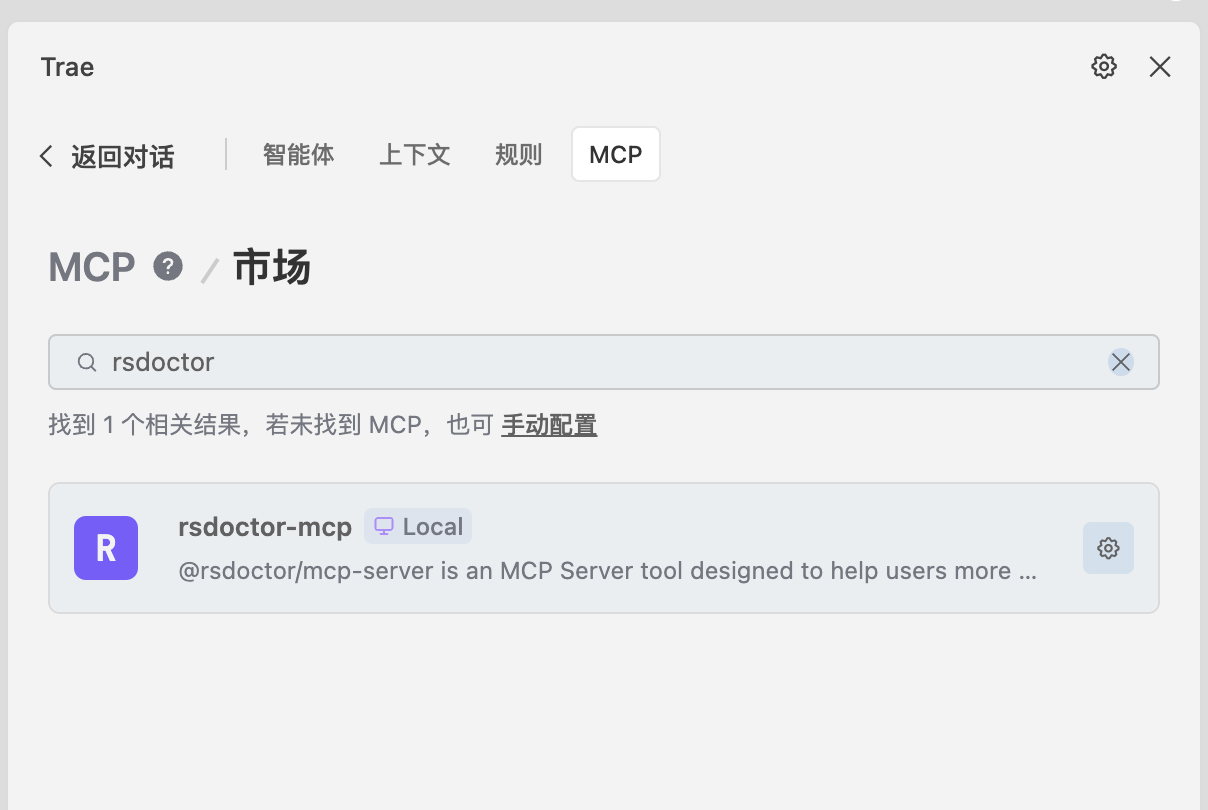 Trae
返回对话 智能体 上下文 规则 MCP
MCP ? / 市场
rsdoctor
找到 1 个相关结果，若未找到 MCP，也可 手动配置
R
rsdoctor-mcp Local
@rsdoctor/mcp-server is an MCP Server tool designed to help users more ...